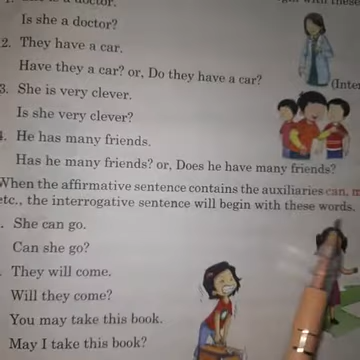 a doctor.
Is she a doctor?
2. They have a car.
Have they a car? or, Do they have a car?
3. She is very clever.
(Inter
Is she very clever?
4. He has many friends.
Has he many friends? or, Does he have many friends?
When the affirmative sentence contains the auxiliaries can, m
etc., the interrogative sentence will begin with these words.
She can go.
Can she go?
They will come.
Will they come?
You may take this book.
May I take this book?